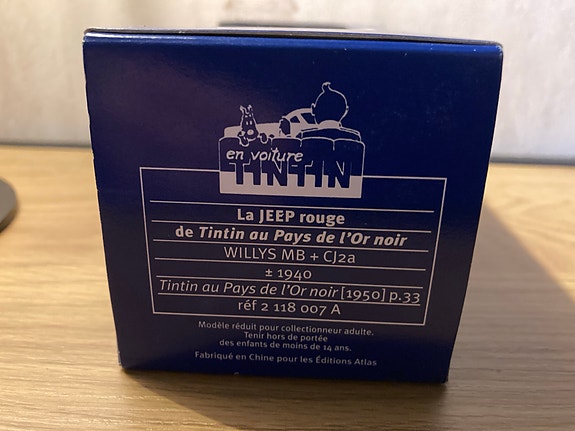 en voiture
TINTIN
La JEEP rouge
de Tintin au Pays de l'Or noir
WILLYS MB + CJ2a
± 1940
Tintin au Pays de l'Or noir [1950] p.33
réf 2 118 007 A
Modèle réduit pour collectionneur adulte.
Tenir hors de portée
des enfants de moins de 14 ans.
Fabriqué en Chine pour les Éditions Atlas